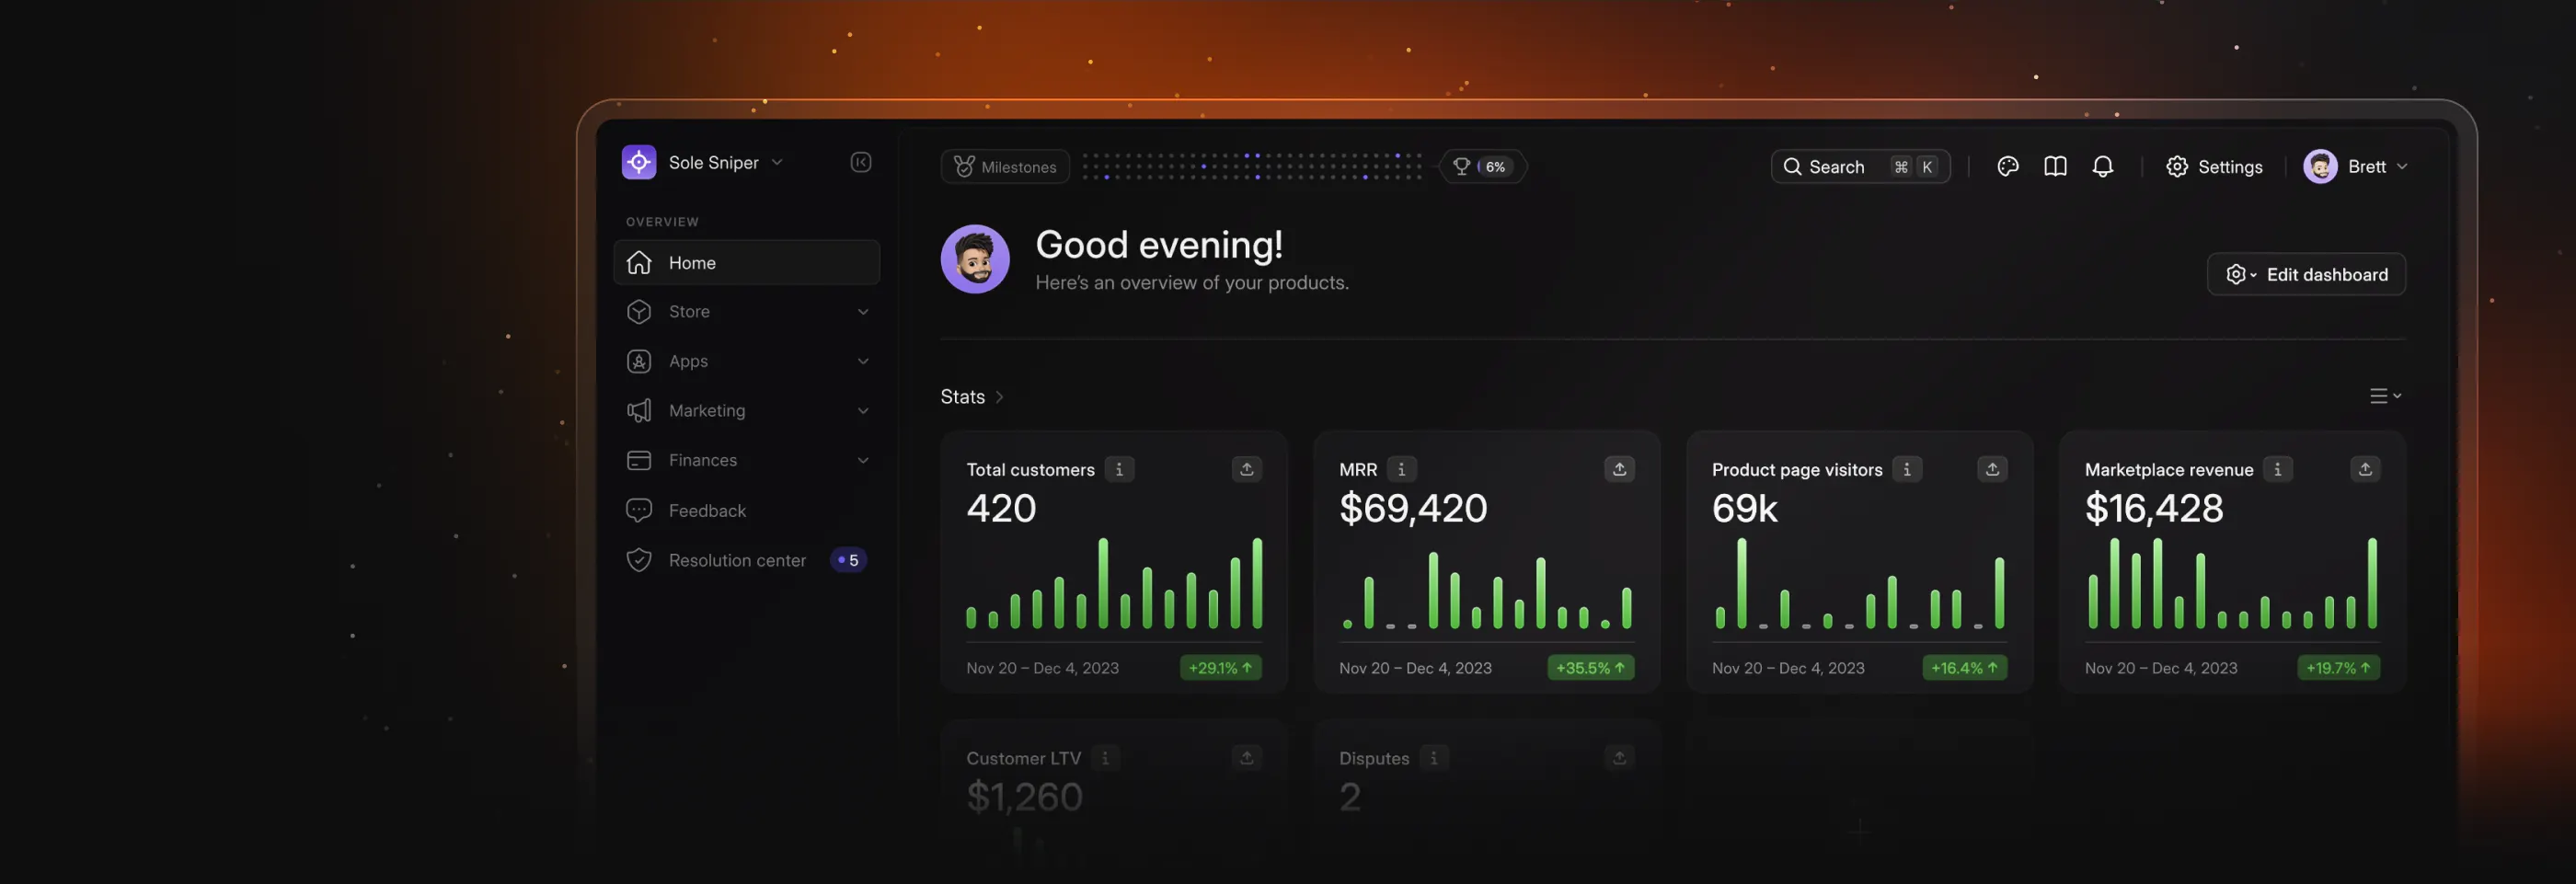 Sole Sniper
Milestones
6%
Search ⌘ K
Settings
Brett
OVERVIEW
Home
Store
Apps
Marketing
Finances
Feedback
Resolution center 5
Good evening!
Here's an overview of your products.
Edit dashboard
Stats
Total customers i
420
Nov 20 – Dec 4, 2023 +29.1% ↑
MRR i
$69,420
Nov 20 – Dec 4, 2023 +35.5% ↑
Product page visitors i
69k
Nov 20 – Dec 4, 2023 +16.4% ↑
Marketplace revenue i
$16,428
Nov 20 – Dec 4, 2023 +19.7% ↑
Customer LTV i
$1,260
Disputes i
2